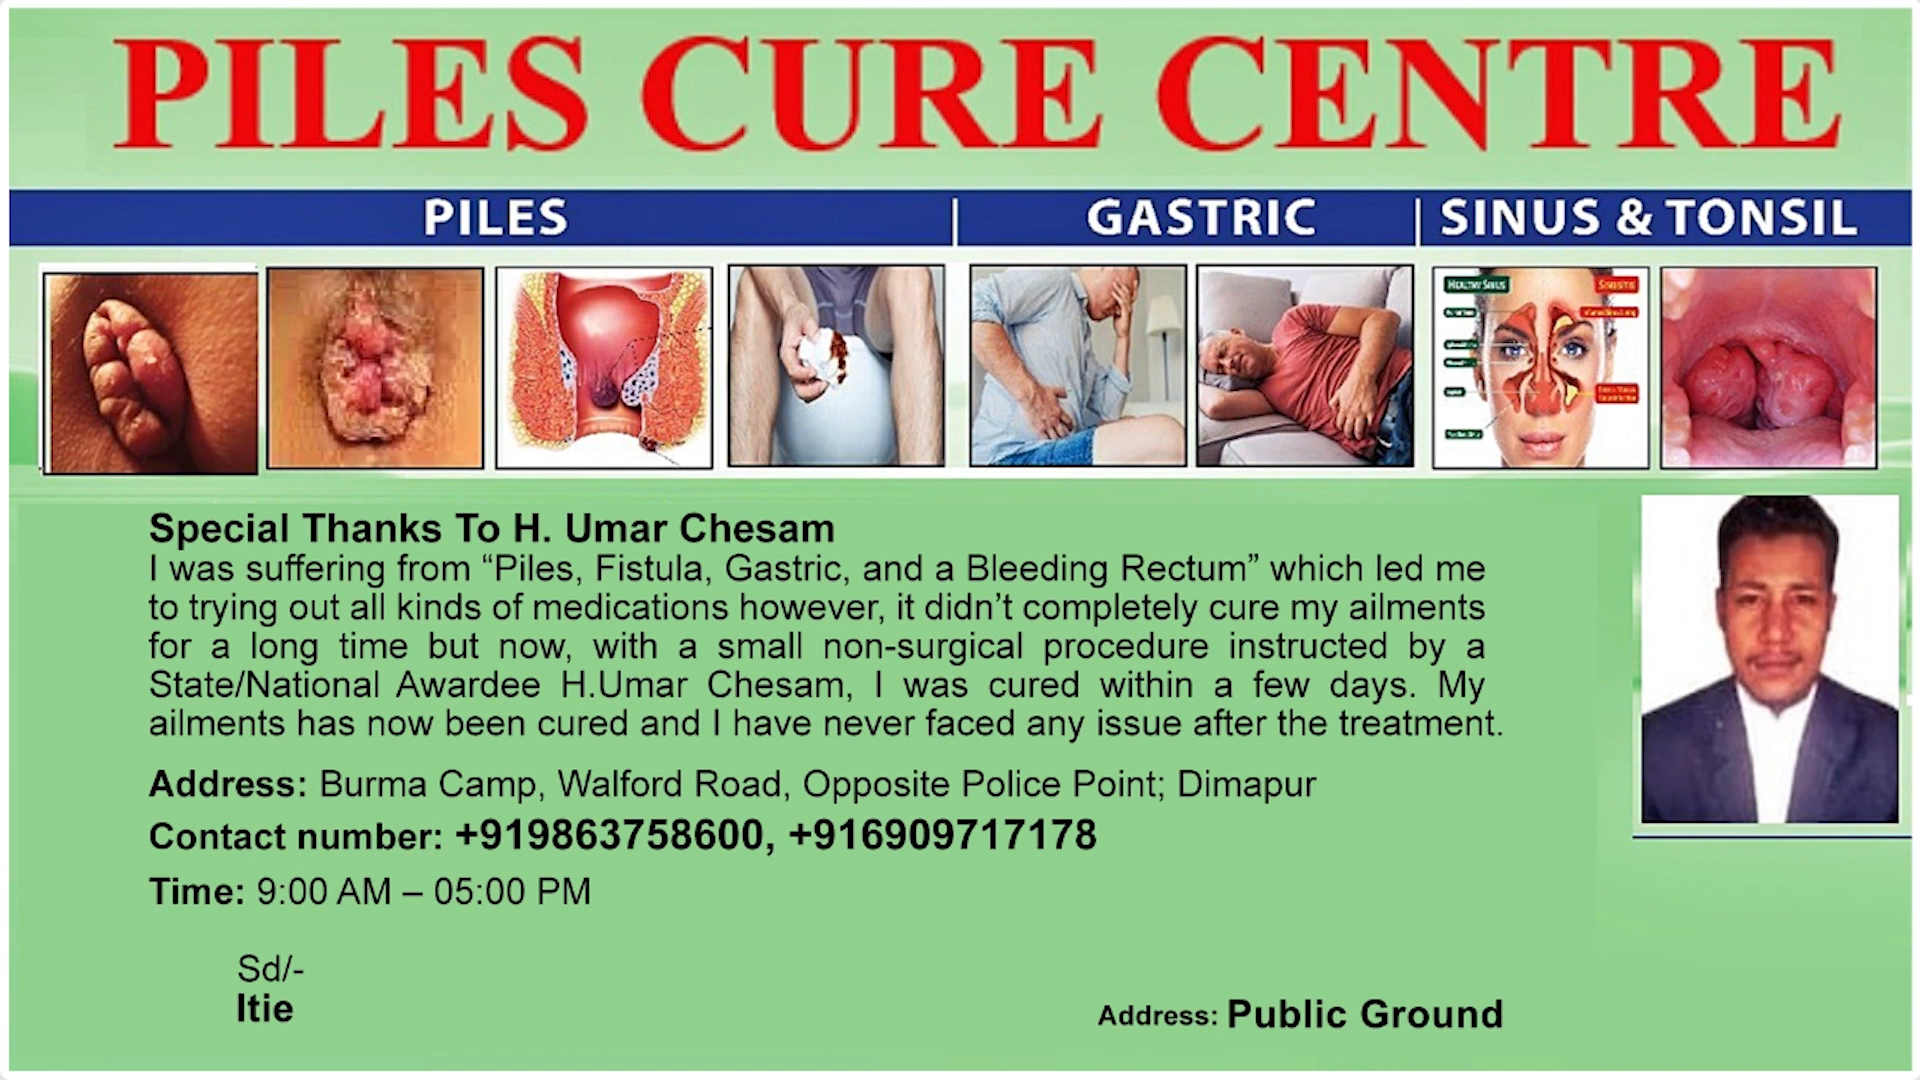 PILES CURE CENTRE
PILES | GASTRIC | SINUS & TONSIL
HEALTHY SINUS
SINUSITIS
Special Thanks To H. Umar Chesam
I was suffering from “Piles, Fistula, Gastric, and a Bleeding Rectum” which led me
to trying out all kinds of medications however, it didn’t completely cure my ailments
for a long time but now, with a small non-surgical procedure instructed by a
State/National Awardee H.Umar Chesam, I was cured within a few days. My
ailments has now been cured and I have never faced any issue after the treatment.
Address: Burma Camp, Walford Road, Opposite Police Point; Dimapur
Contact number: +919863758600, +916909717178
Time: 9:00 AM – 05:00 PM
Sd/-
Itie
Address: Public Ground